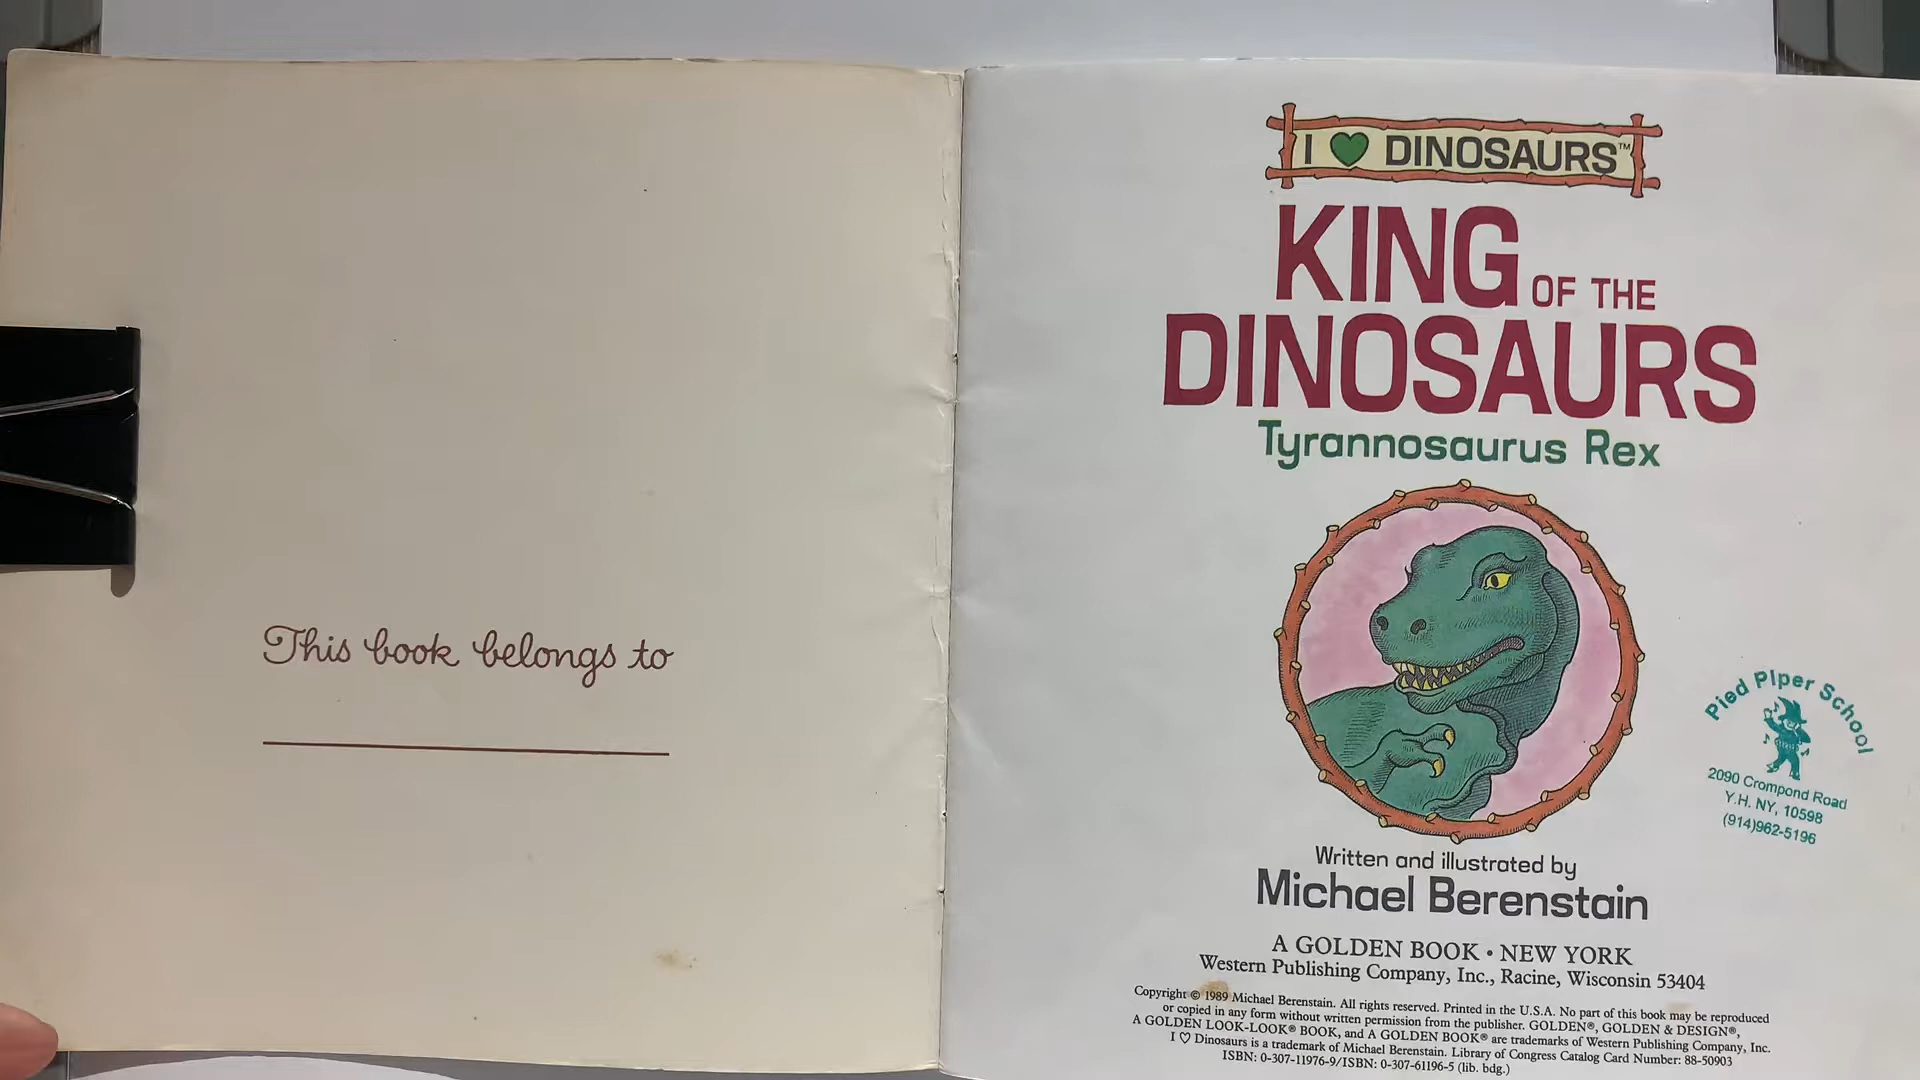 This book belongs to
I ♥ DINOSAURS™
KING OF THE
DINOSAURS
Tyrannosaurus Rex
Pied Piper School
2090 Crompond Road
Y.H. NY, 10598
(914)962-5196
Written and illustrated by
Michael Berenstain
A GOLDEN BOOK • NEW YORK
Western Publishing Company, Inc., Racine, Wisconsin 53404
Copyright © 1989 Michael Berenstain. All rights reserved. Printed in the U.S.A. No part of this book may be reproduced
or copied in any form without written permission from the publisher. GOLDEN®, GOLDEN & DESIGN®,
A GOLDEN LOOK-LOOK® BOOK, and A GOLDEN BOOK® are trademarks of Western Publishing Company, Inc.
I ♡ Dinosaurs is a trademark of Michael Berenstain. Library of Congress Catalog Card Number: 88-50903
ISBN: 0-307-11976-9/ISBN: 0-307-61196-5 (lib. bdg.)